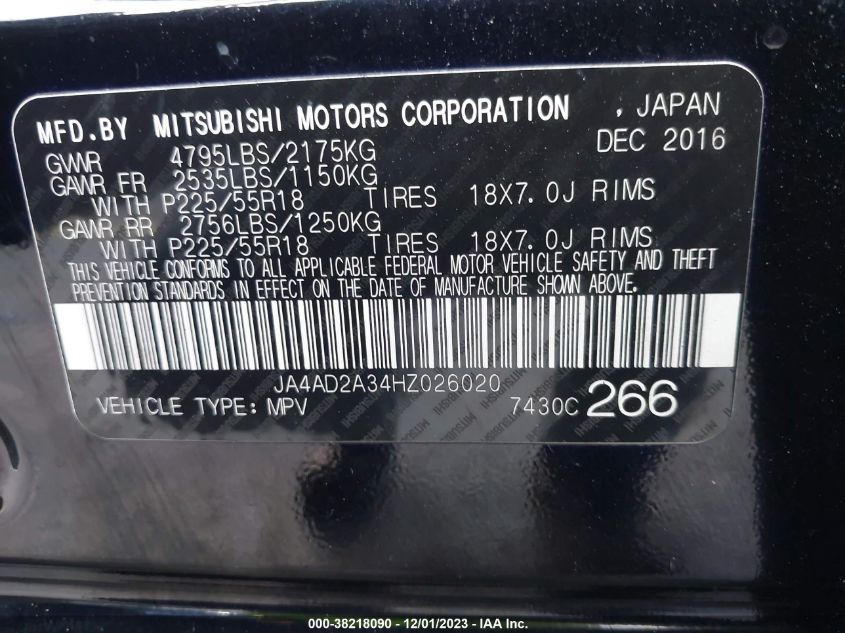 MFD.BY MITSUBISHI MOTORS CORPORATION , JAPAN
GVWR 4795LBS/2175KG DEC 2016
GAWR FR 2535LBS/1150KG
WITH P225/55R18 TIRES 18X7.0J RIMS
GAWR RR 2756LBS/1250KG
WITH P225/55R18 TIRES 18X7.0J RIMS
THIS VEHICLE CONFORMS TO ALL APPLICABLE FEDERAL MOTOR VEHICLE SAFETY AND THEFT
PREVENTION STANDARDS IN EFFECT ON THE DATE OF MANUFACTURE SHOWN ABOVE.
JA4AD2A34HZ026020
VEHICLE TYPE: MPV 7430C 266
000-38218090 - 12/01/2023 - IAA Inc.